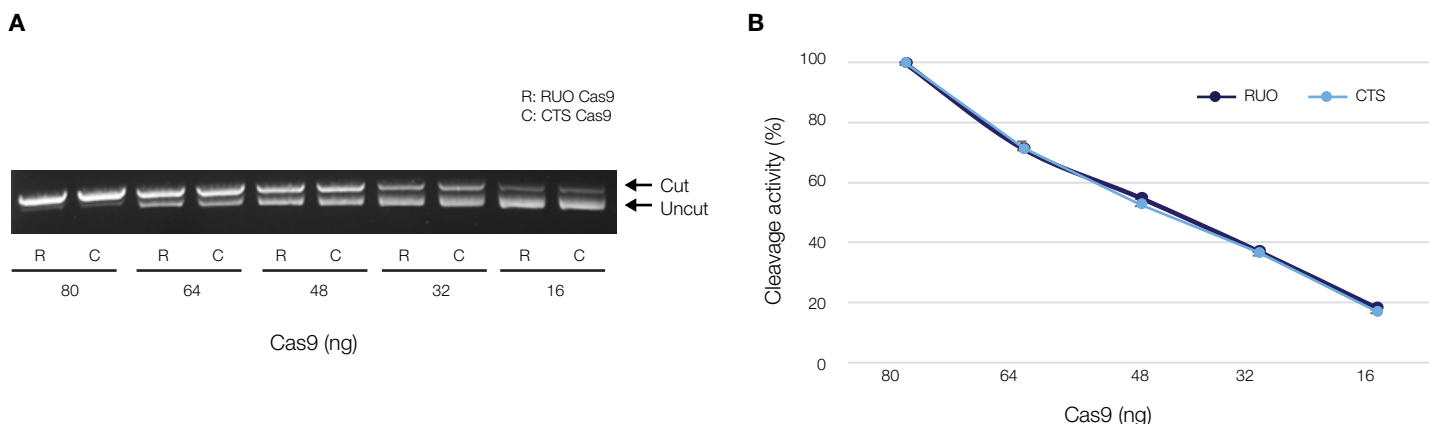 A
R: RUO Cas9
C: CTS Cas9
Cut
Uncut
R C R C R C R C R C
80 64 48 32 16
Cas9 (ng)
B
100
80
60
40
20
0
Cleavage activity (%)
RUO CTS
80 64 48 32 16
Cas9 (ng)